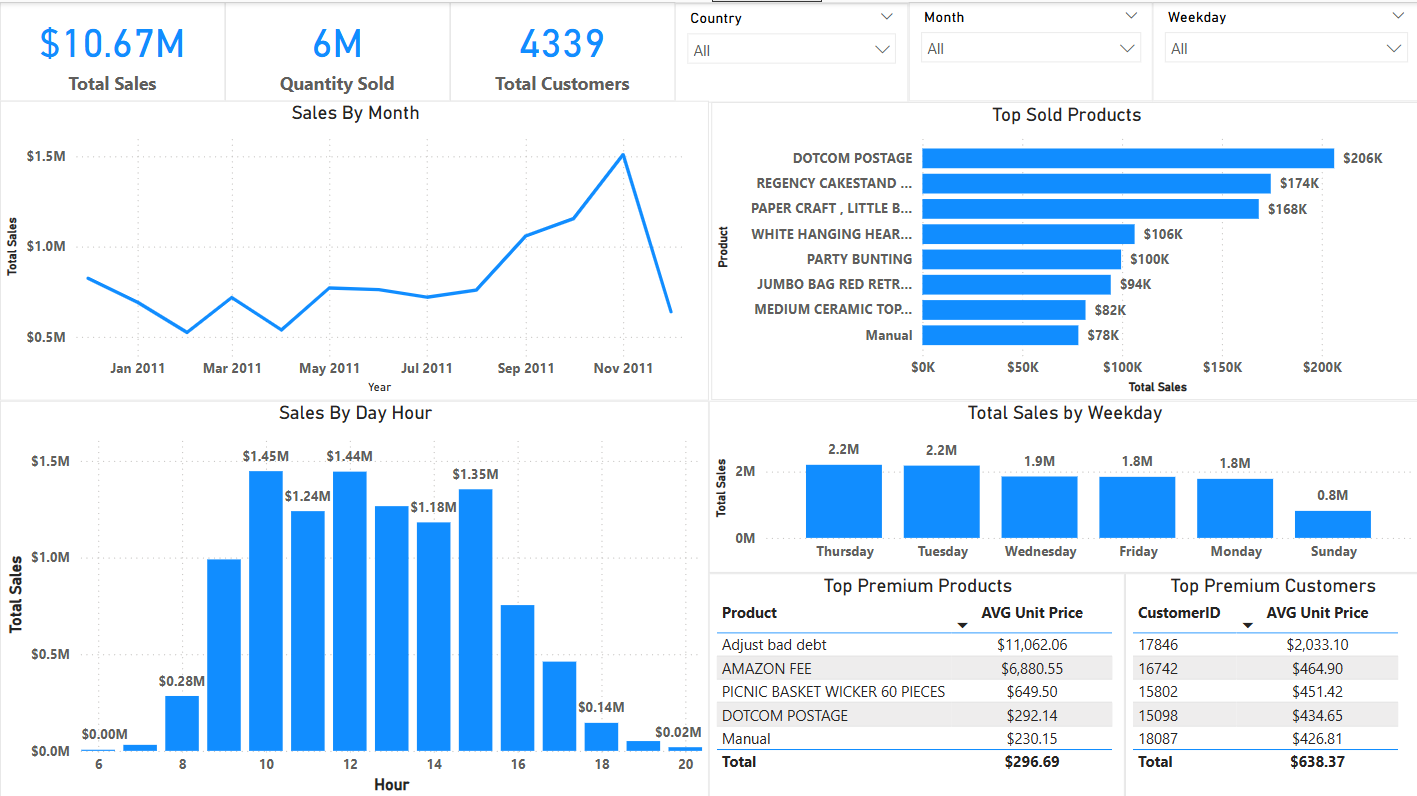 $10.67M
Total Sales
6M
Quantity Sold
4339
Total Customers
Country
All
Month
All
Weekday
All
Sales By Month
Total Sales
$1.5M
$1.0M
$0.5M
Jan 2011 Mar 2011 May 2011 Jul 2011 Sep 2011 Nov 2011
Year
Top Sold Products
Product
DOTCOM POSTAGE $206K
REGENCY CAKESTAND ... $174K
PAPER CRAFT , LITTLE B... $168K
WHITE HANGING HEAR... $106K
PARTY BUNTING $100K
JUMBO BAG RED RETR... $94K
MEDIUM CERAMIC TOP... $82K
Manual $78K
$0K $50K $100K $150K $200K
Total Sales
Sales By Day Hour
Total Sales
$1.5M
$1.0M
$0.5M
$0.0M
$0.00M $0.28M $1.45M $1.24M $1.44M $1.18M $1.35M $0.14M $0.02M
6 8 10 12 14 16 18 20
Hour
Total Sales by Weekday
Total Sales
2M
0M
2.2M 2.2M 1.9M 1.8M 1.8M 0.8M
Thursday Tuesday Wednesday Friday Monday Sunday
Top Premium Products
Product AVG Unit Price
Adjust bad debt $11,062.06
AMAZON FEE $6,880.55
PICNIC BASKET WICKER 60 PIECES $649.50
DOTCOM POSTAGE $292.14
Manual $230.15
Total $296.69
Top Premium Customers
CustomerID AVG Unit Price
17846 $2,033.10
16742 $464.90
15802 $451.42
15098 $434.65
18087 $426.81
Total $638.37